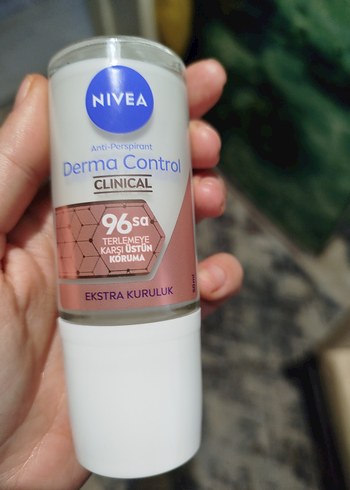 NIVEA
Anti-Perspirant
Derma Control
CLINICAL
96sa
TERLEMEYE
KARŞI ÜSTÜN
KORUMA
EKSTRA KURULUK